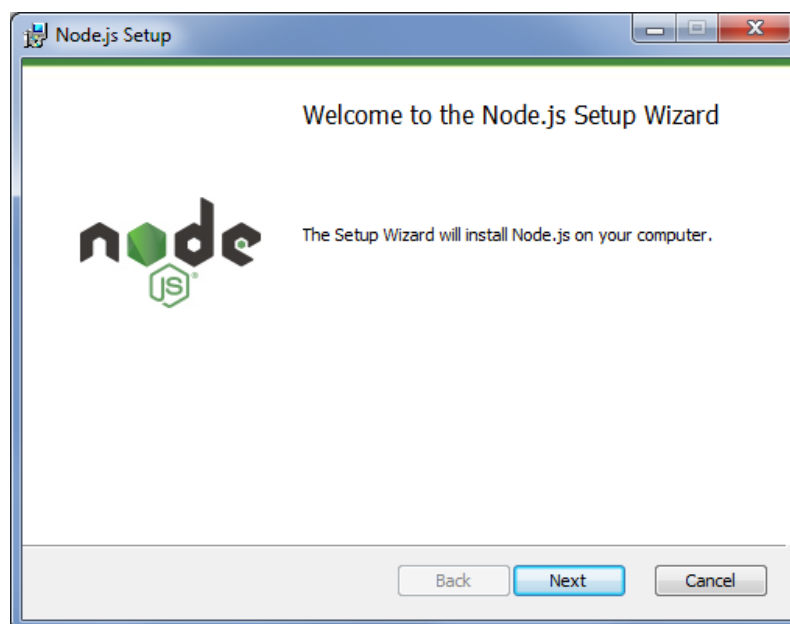 Node.js Setup
Welcome to the Node.js Setup Wizard
node
JS
The Setup Wizard will install Node.js on your computer.
Back
Next
Cancel